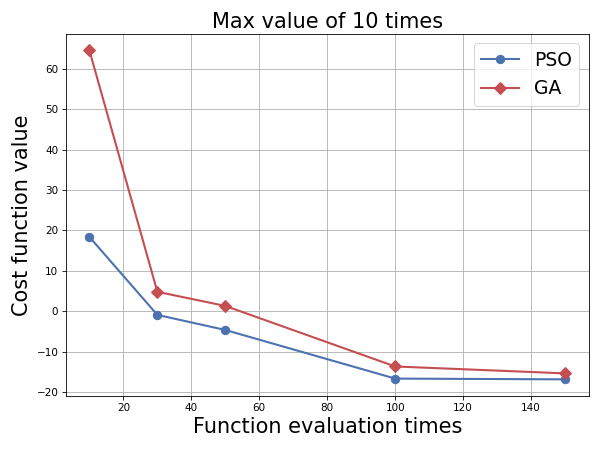 Max value of 10 times
PSO
GA
Cost function value
60
50
40
30
20
10
0
−10
−20
20 40 60 80 100 120 140
Function evaluation times